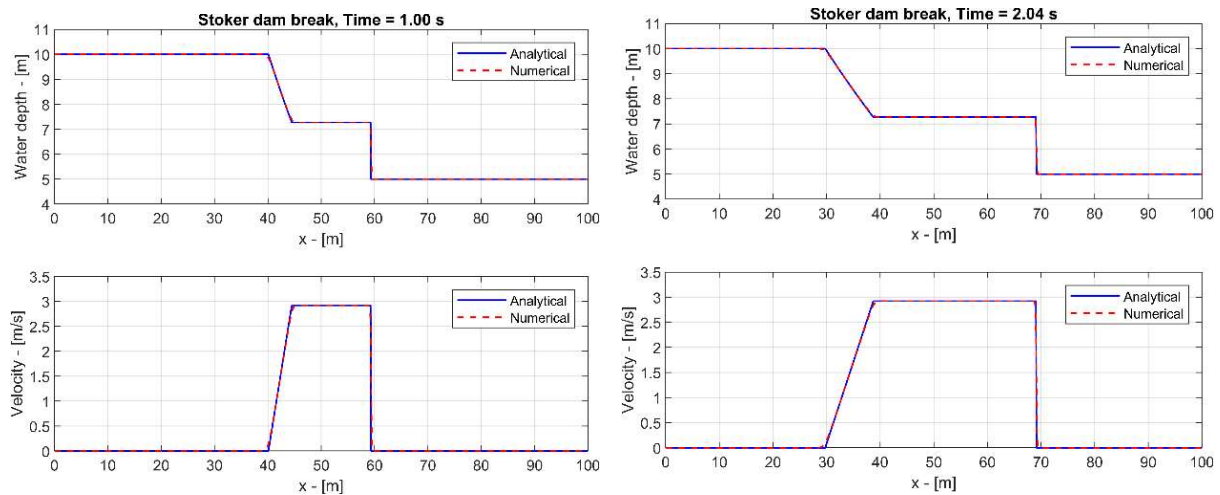 Stoker dam break, Time = 1.00 s
11
10
9
8
7
6
5
4
Water depth - [m]
Analytical
Numerical
0 10 20 30 40 50 60 70 80 90 100
x - [m]
3.5
3
2.5
2
1.5
1
0.5
0
Velocity - [m/s]
Analytical
Numerical
0 10 20 30 40 50 60 70 80 90 100
x - [m]
Stoker dam break, Time = 2.04 s
11
10
9
8
7
6
5
4
Water depth - [m]
Analytical
Numerical
0 10 20 30 40 50 60 70 80 90 100
x - [m]
3.5
3
2.5
2
1.5
1
0.5
0
Velocity - [m/s]
Analytical
Numerical
0 10 20 30 40 50 60 70 80 90 100
x - [m]